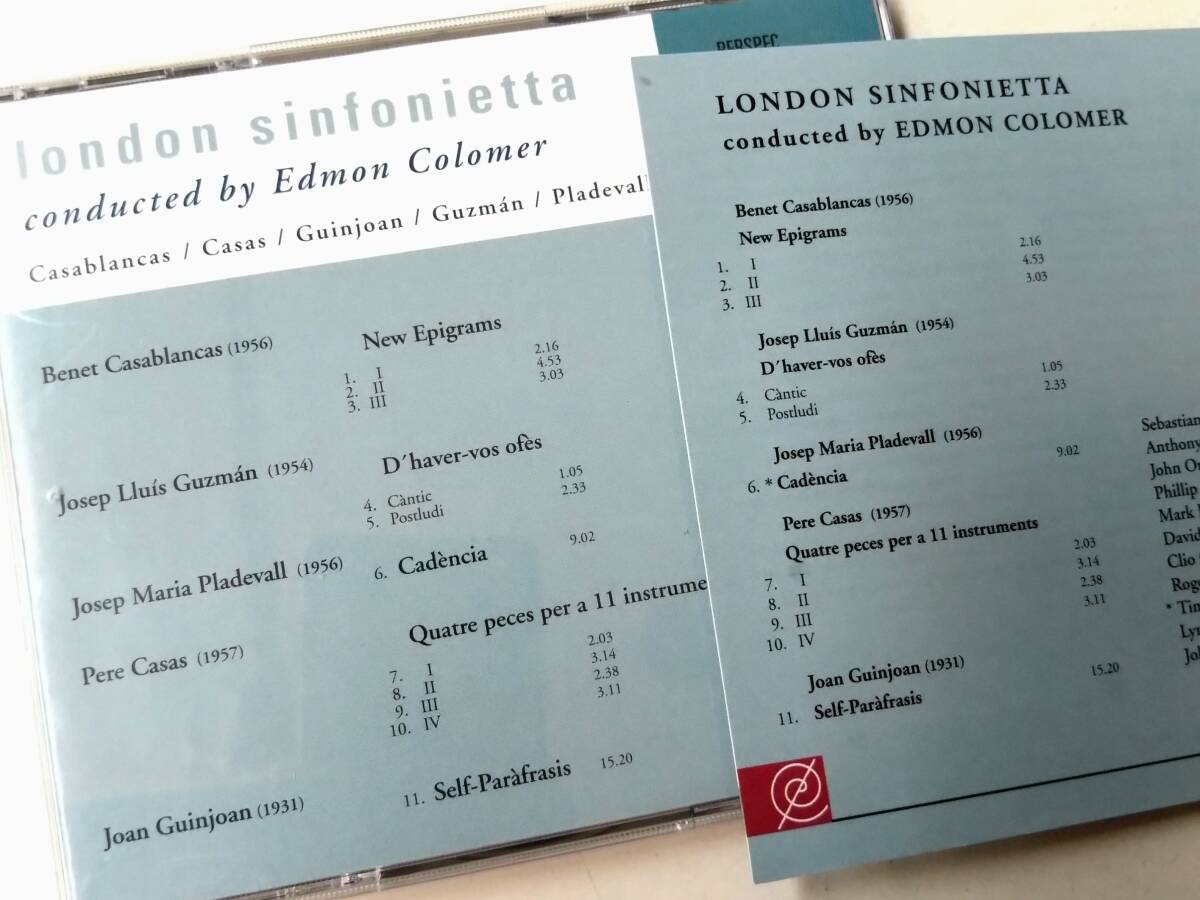 london sinfonietta
conducted by Edmon Colomer
Casablancas / Casas / Guinjoan / Guzmán / Pladevall
Benet Casablancas (1956)
New Epigrams
1. I 2.16
2. II 4.53
3. III 3.03
Josep Lluís Guzmán (1954)
D'haver-vos ofès
4. Càntic 1.05
5. Postludi 2.33
Josep Maria Pladevall (1956)
6. Cadència 9.02
Pere Casas (1957)
Quatre peces per a 11 instrume
7. I 2.03
8. II 3.14
9. III 2.38
10. IV 3.11
Joan Guinjoan (1931)
11. Self-Paràfrasis 15.20
LONDON SINFONIETTA
conducted by EDMON COLOMER
Benet Casablancas (1956)
New Epigrams
1. I 2.16
2. II 4.53
3. III 3.03
Josep Lluís Guzmán (1954)
D'haver-vos ofès
4. Càntic 1.05
5. Postludi 2.33
Josep Maria Pladevall (1956)
6. * Cadència 9.02
Pere Casas (1957)
Quatre peces per a 11 instruments
7. I 2.03
8. II 3.14
9. III 2.38
10. IV 3.11
Joan Guinjoan (1931)
11. Self-Paràfrasis 15.20
Sebastian
Anthony
John
Phillip
Mark
David
Clio